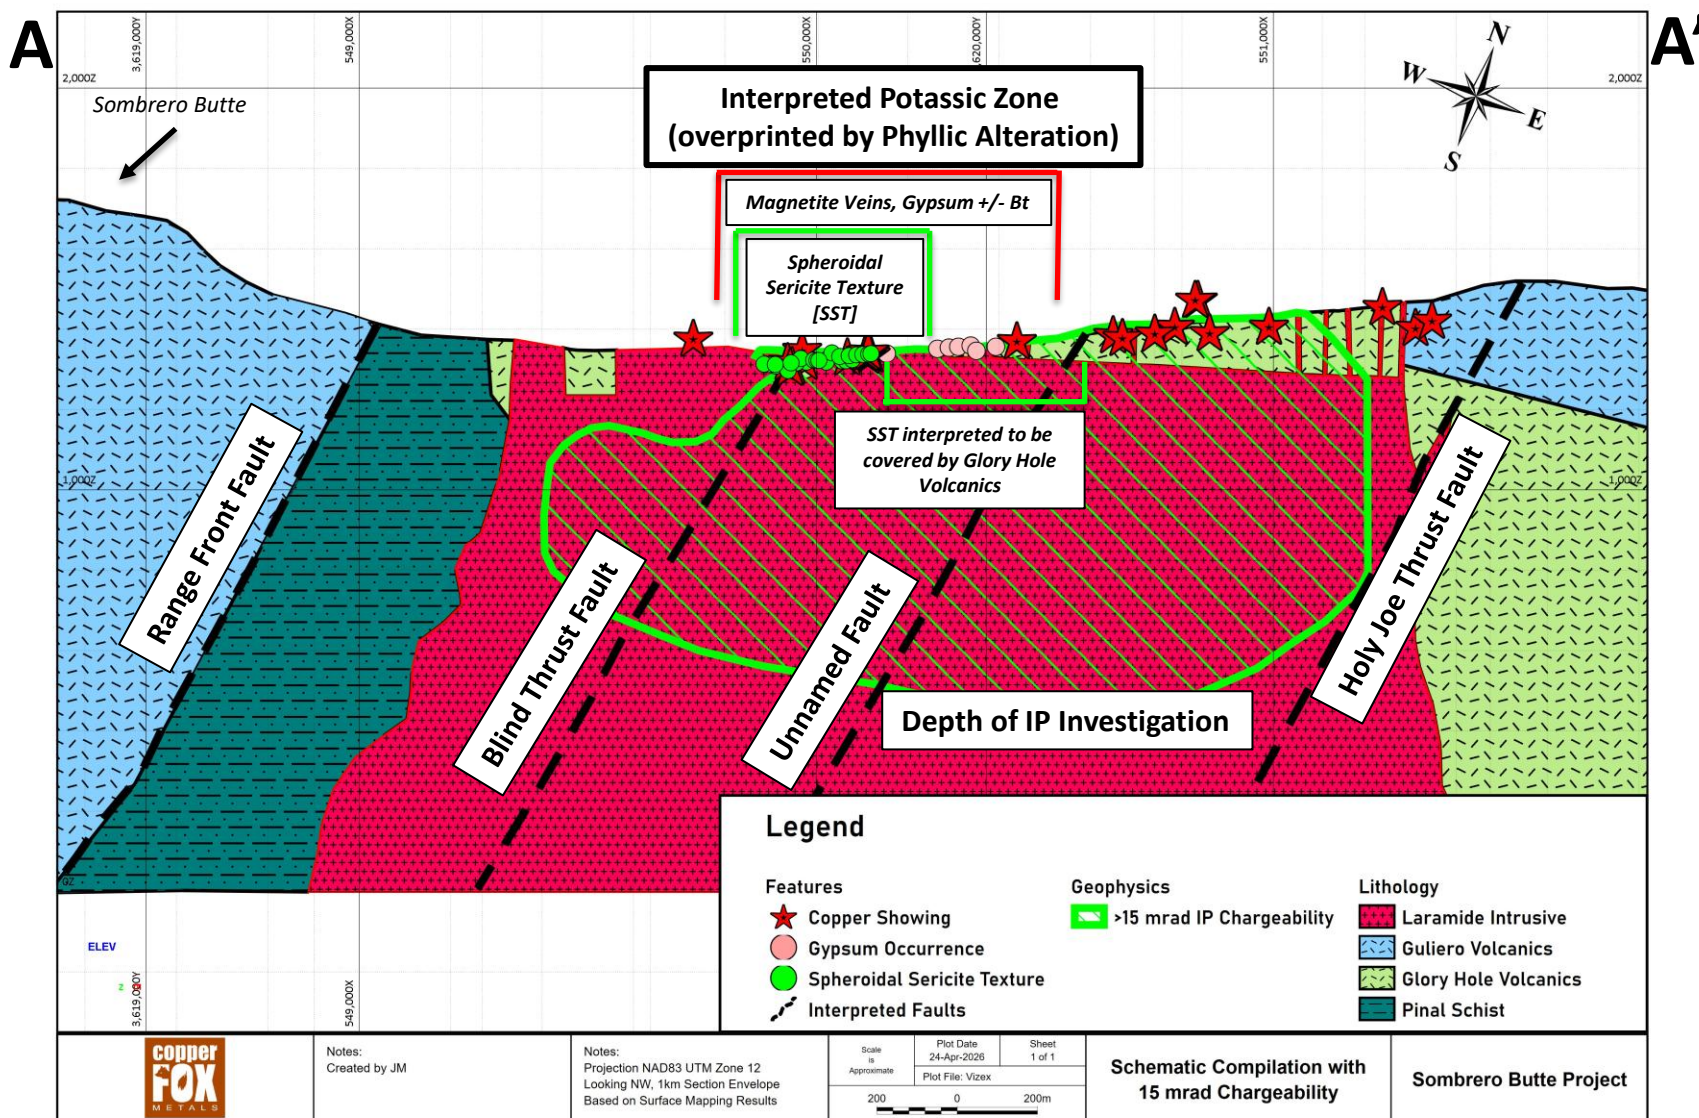 A
A'
3,619,000Y
549,000X
550,000X
620,000Y
551,000X
2,000Z
2,000Z
Sombrero Butte
N
W
E
S
Interpreted Potassic Zone
(overprinted by Phyllic Alteration)
Magnetite Veins, Gypsum +/- Bt
Spheroidal
Sericite Texture
[SST]
SST interpreted to be
covered by Glory Hole
Volcanics
1,000Z
1,000Z
Range Front Fault
Blind Thrust Fault
Unnamed Fault
Holy Joe Thrust Fault
Depth of IP Investigation
0Z
ELEV
Z
3,619,000Y
549,000X
Legend
Features
Copper Showing
Gypsum Occurrence
Spheroidal Sericite Texture
Interpreted Faults
Geophysics
>15 mrad IP Chargeability
Lithology
Laramide Intrusive
Guliero Volcanics
Glory Hole Volcanics
Pinal Schist
copper
FOX
METALS
Notes:
Created by JM
Notes:
Projection NAD83 UTM Zone 12
Looking NW, 1km Section Envelope
Based on Surface Mapping Results
Scale
is
Approximate
Plot Date
24-Apr-2026
Sheet
1 of 1
Plot File: Vizex
200 0 200m
Schematic Compilation with
15 mrad Chargeability
Sombrero Butte Project